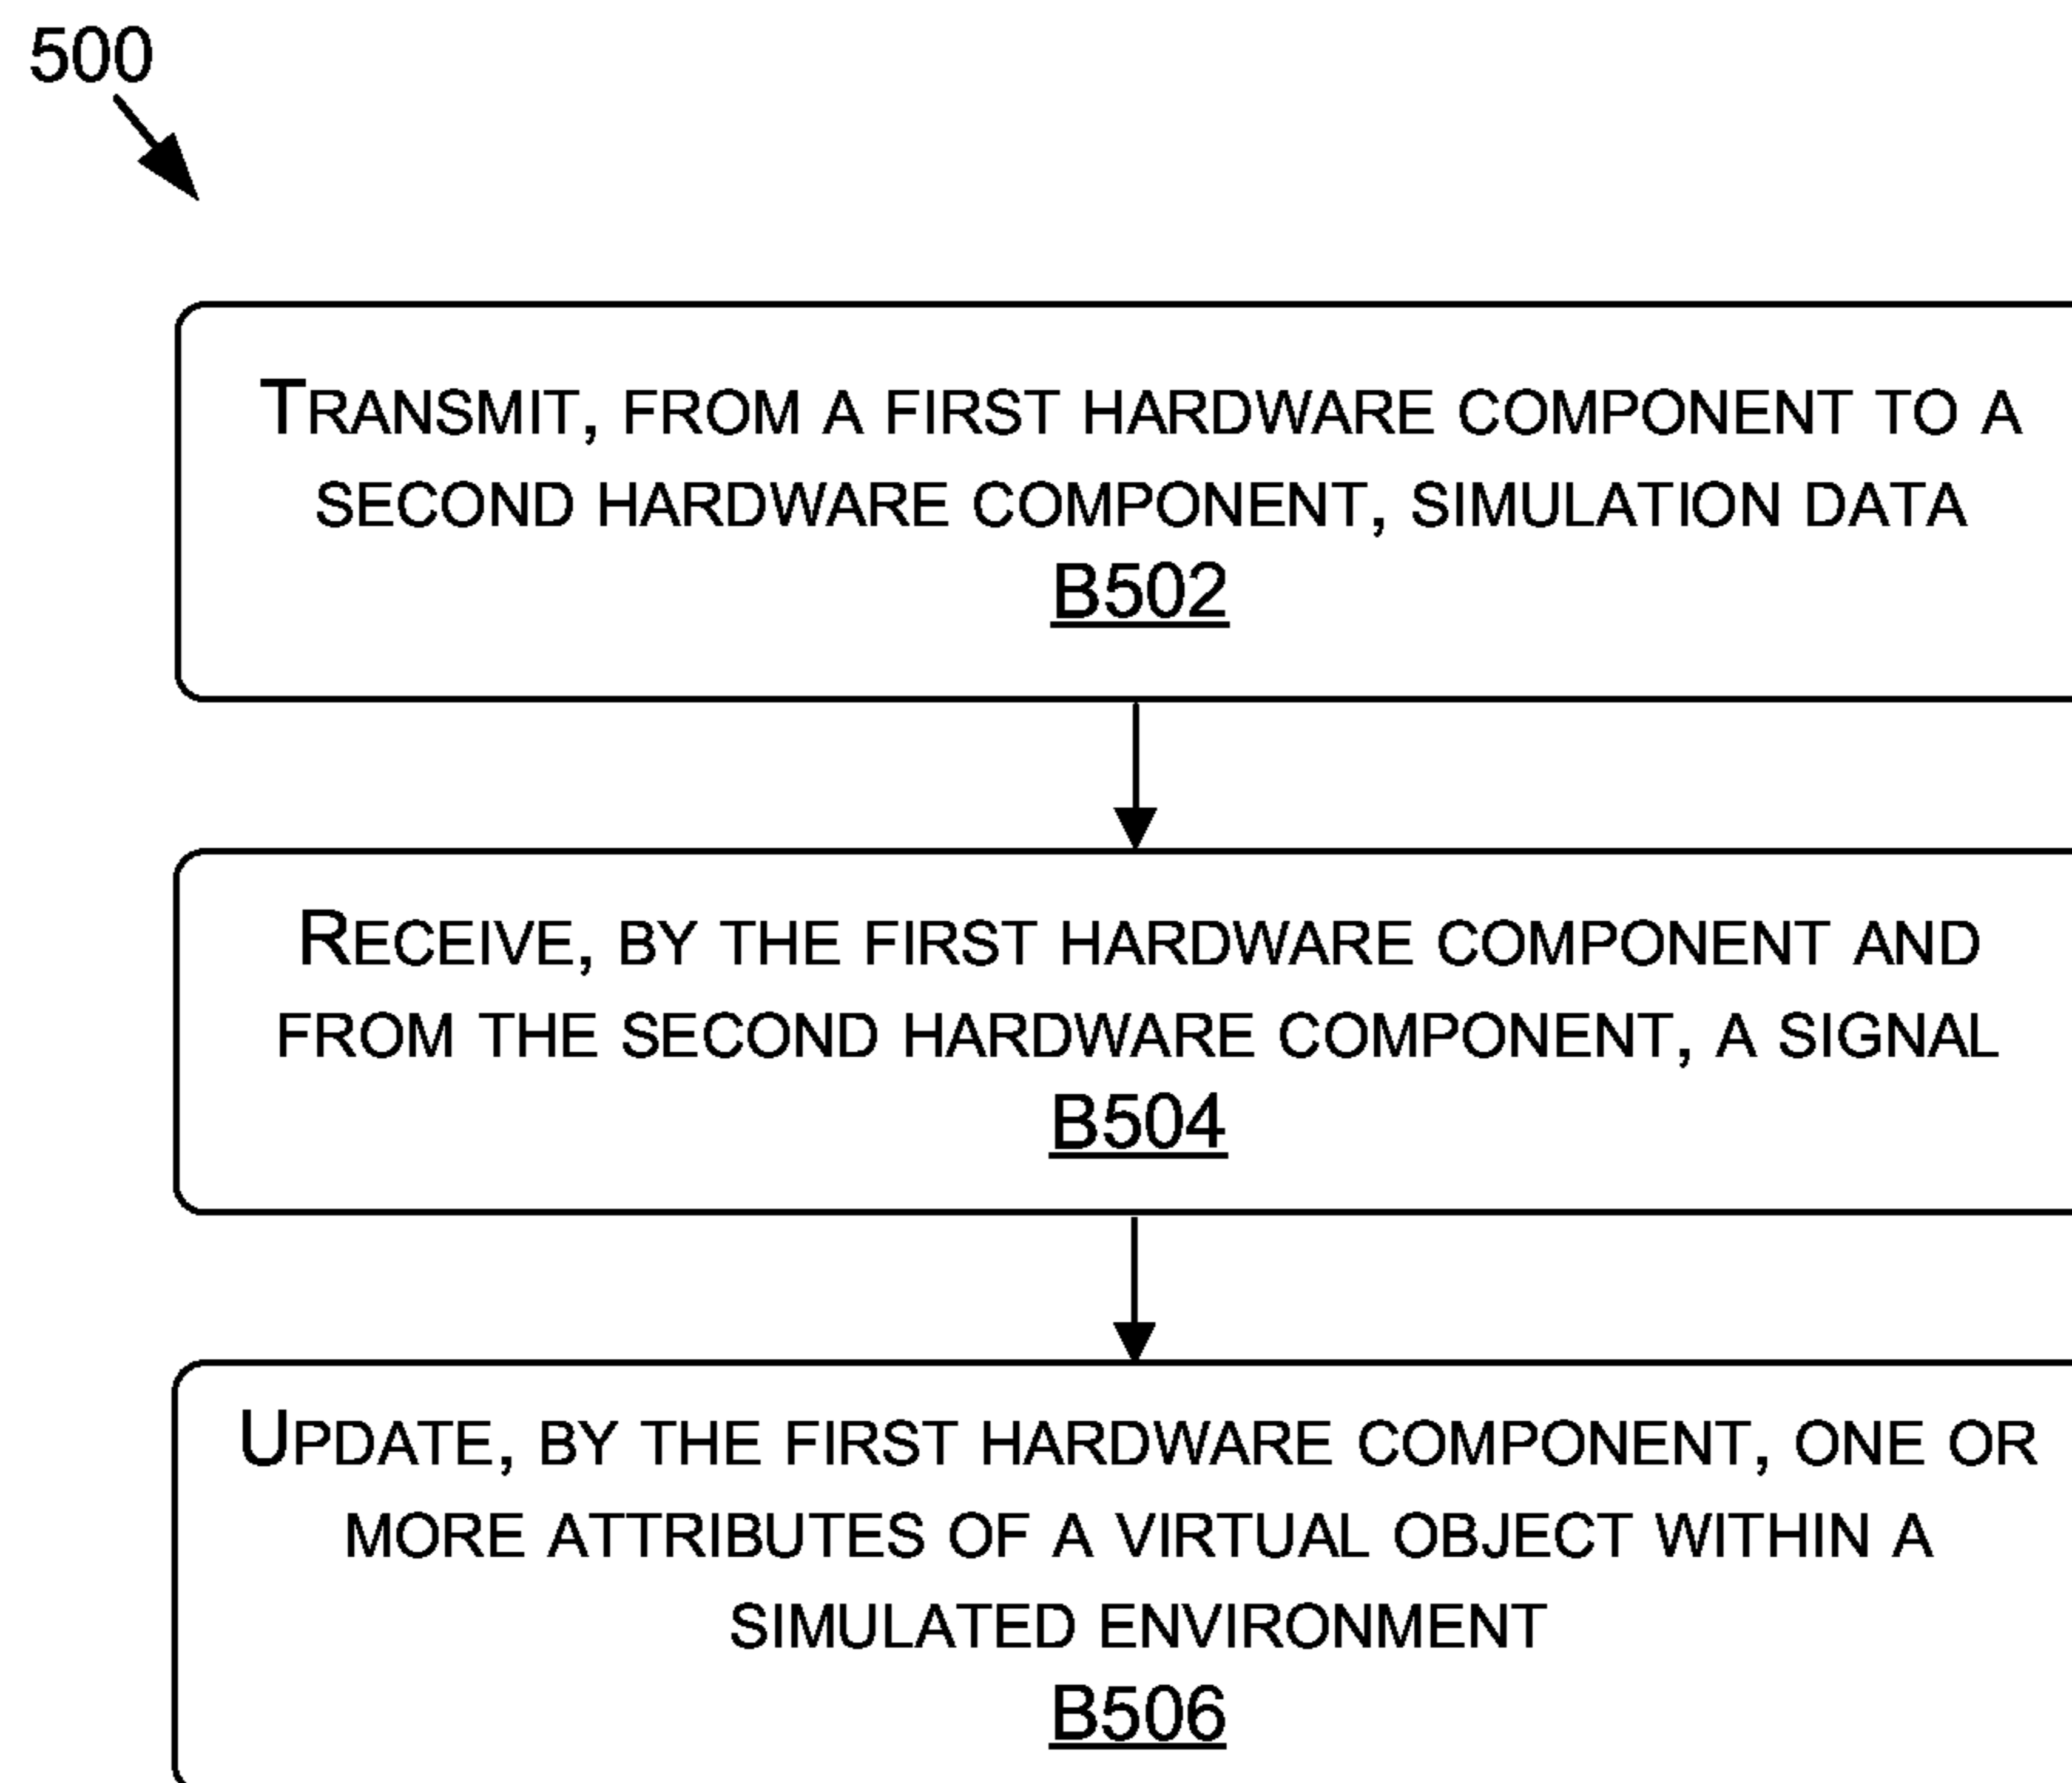 500
Transmit, from a first hardware component to a
second hardware component, simulation data
B502
Receive, by the first hardware component and
from the second hardware component, a signal
B504
Update, by the first hardware component, one or
more attributes of a virtual object within a
simulated environment
B506